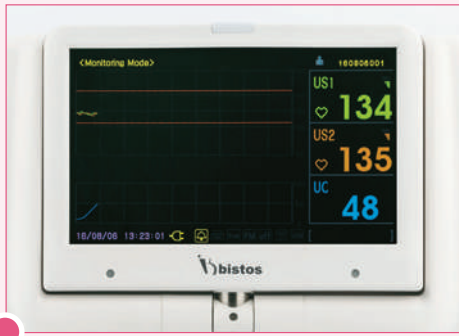 <Monitoring Mode>
160806001
US1
134
US2
135
UC
48
16/08/06 13:23:01
bistos